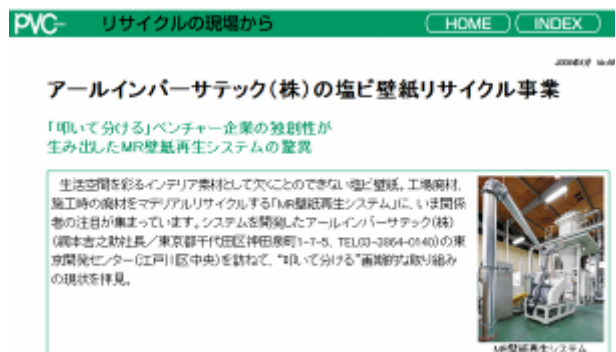 PVC- リサイクルの現場から HOME INDEX
アールインバーサテック(株)の塩ビ壁紙リサイクル事業
「叩いて分ける」ベンチャー企業の独創性が
生み出したMR壁紙再生システムの驚異
生活空間を彩るインテリア素材として欠くことのできない塩ビ壁紙。工場廃材、
施工時の廃材をマテリアルリサイクルする「MR壁紙再生システム」に、いま関係
者の注目が集まっています。システムを開発したアールインバーサテック(株)
(網本吉之助社長／東京都千代田区神田泉町1-7-5、TEL03-3864-0140)の東
京開発センター(江戸川区中央)を訪ねて、“叩いて分ける”画期的な取り組み
の現状を拝見。
MR壁紙再生システム